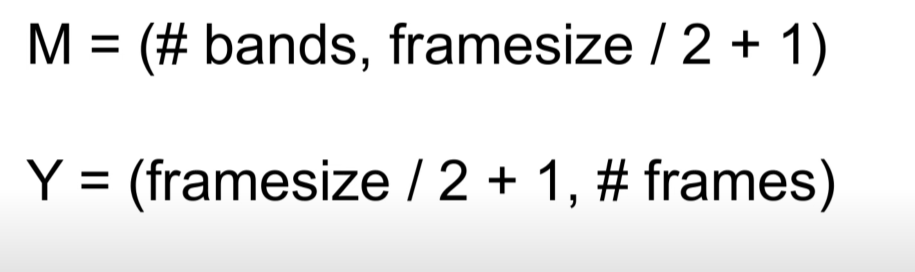 M = (# bands, framesize / 2 + 1)
Y = (framesize / 2 + 1, # frames)